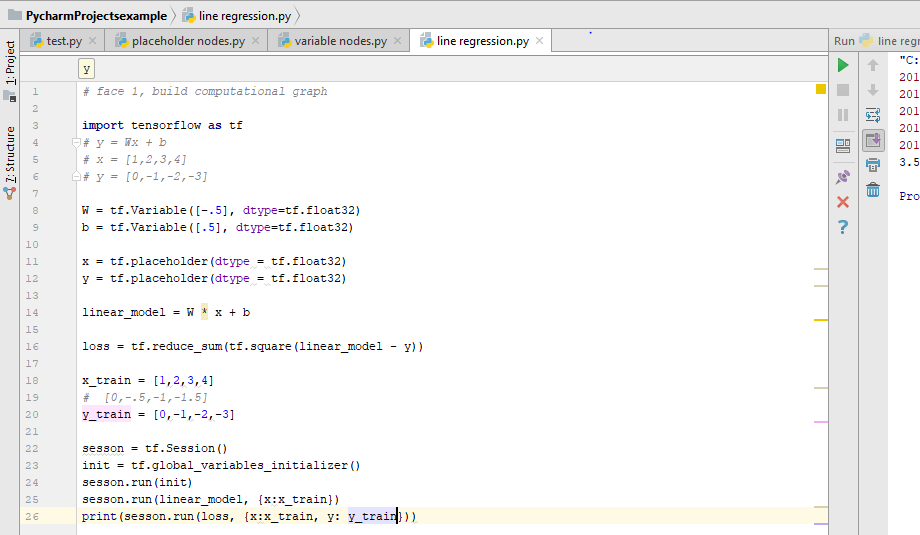 PycharmProjectsexample line regression.py
test.py placeholder nodes.py variable nodes.py line regression.py Run line regr
1: Project
7: Structure
y
1 # face 1, build computational graph
2
3 import tensorflow as tf
4 # y = Wx + b
5 # x = [1,2,3,4]
6 # y = [0,-1,-2,-3]
7
8 W = tf.Variable([-.5], dtype=tf.float32)
9 b = tf.Variable([.5], dtype=tf.float32)
10
11 x = tf.placeholder(dtype = tf.float32)
12 y = tf.placeholder(dtype = tf.float32)
13
14 linear_model = W * x + b
15
16 loss = tf.reduce_sum(tf.square(linear_model - y))
17
18 x_train = [1,2,3,4]
19 # [0,-.5,-1,-1.5]
20 y_train = [0,-1,-2,-3]
21
22 sesson = tf.Session()
23 init = tf.global_variables_initializer()
24 sesson.run(init)
25 sesson.run(linear_model, {x:x_train})
26 print(sesson.run(loss, {x:x_train, y: y_train}))
"C:
201
201
201
201
201
3.5
Pro